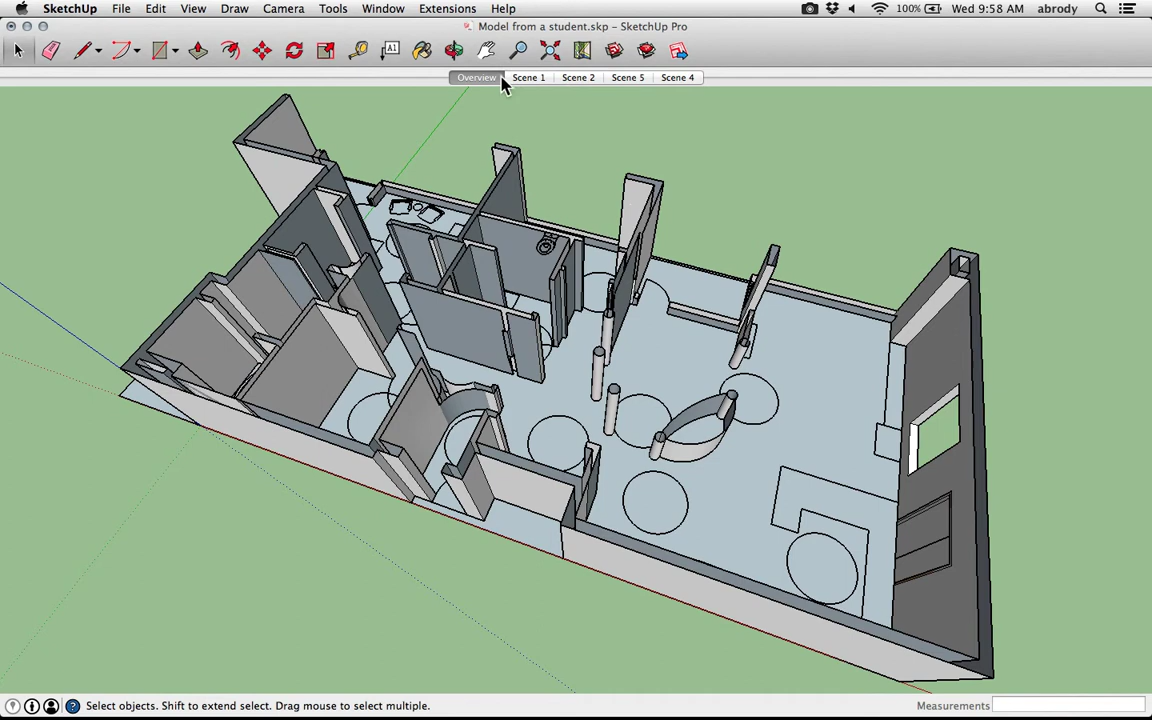 SketchUp File Edit View Draw Camera Tools Window Extensions Help 100% Wed 9:58 AM abrody
Model from a student.skp – SketchUp Pro
A1
Overview Scene 1 Scene 2 Scene 5 Scene 4
Select objects. Shift to extend select. Drag mouse to select multiple. Measurements